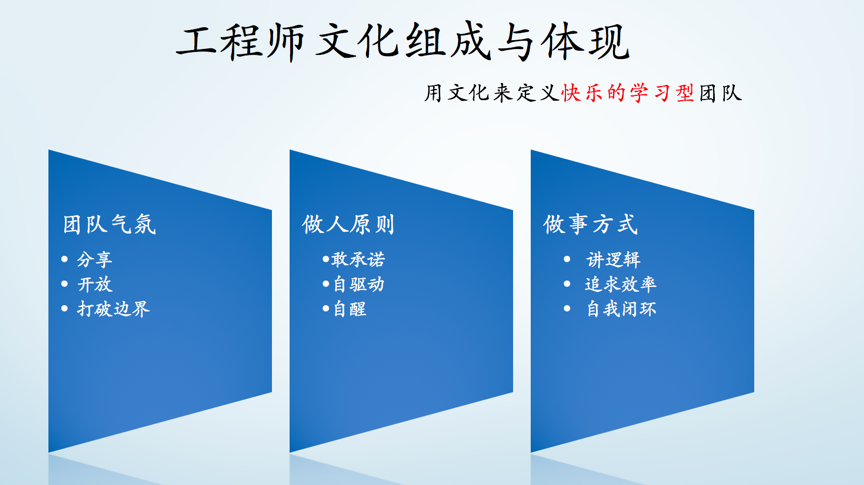 工程师文化组成与体现
用文化来定义快乐的学习型团队
团队气氛
• 分享
• 开放
• 打破边界
做人原则
•敢承诺
•自驱动
•自醒
做事方式
• 讲逻辑
• 追求效率
• 自我闭环